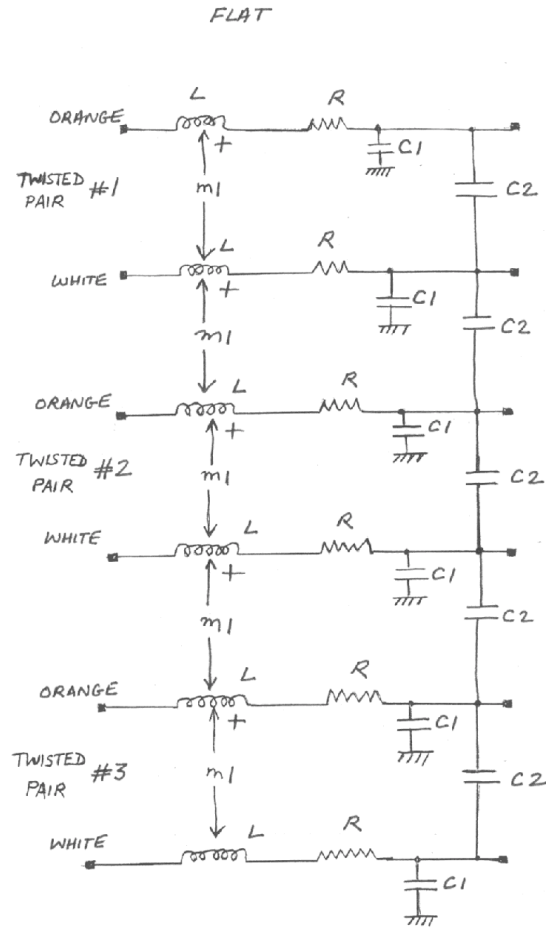 FLAT
L
R
ORANGE
+
C1
TWISTED
PAIR #1
m1
C2
L
R
WHITE
+
C1
m1
C2
L
R
ORANGE
+
C1
TWISTED
PAIR #2
m1
C2
L
R
WHITE
+
C1
m1
C2
L
R
ORANGE
+
C1
TWISTED
PAIR #3
m1
C2
L
R
WHITE
C1